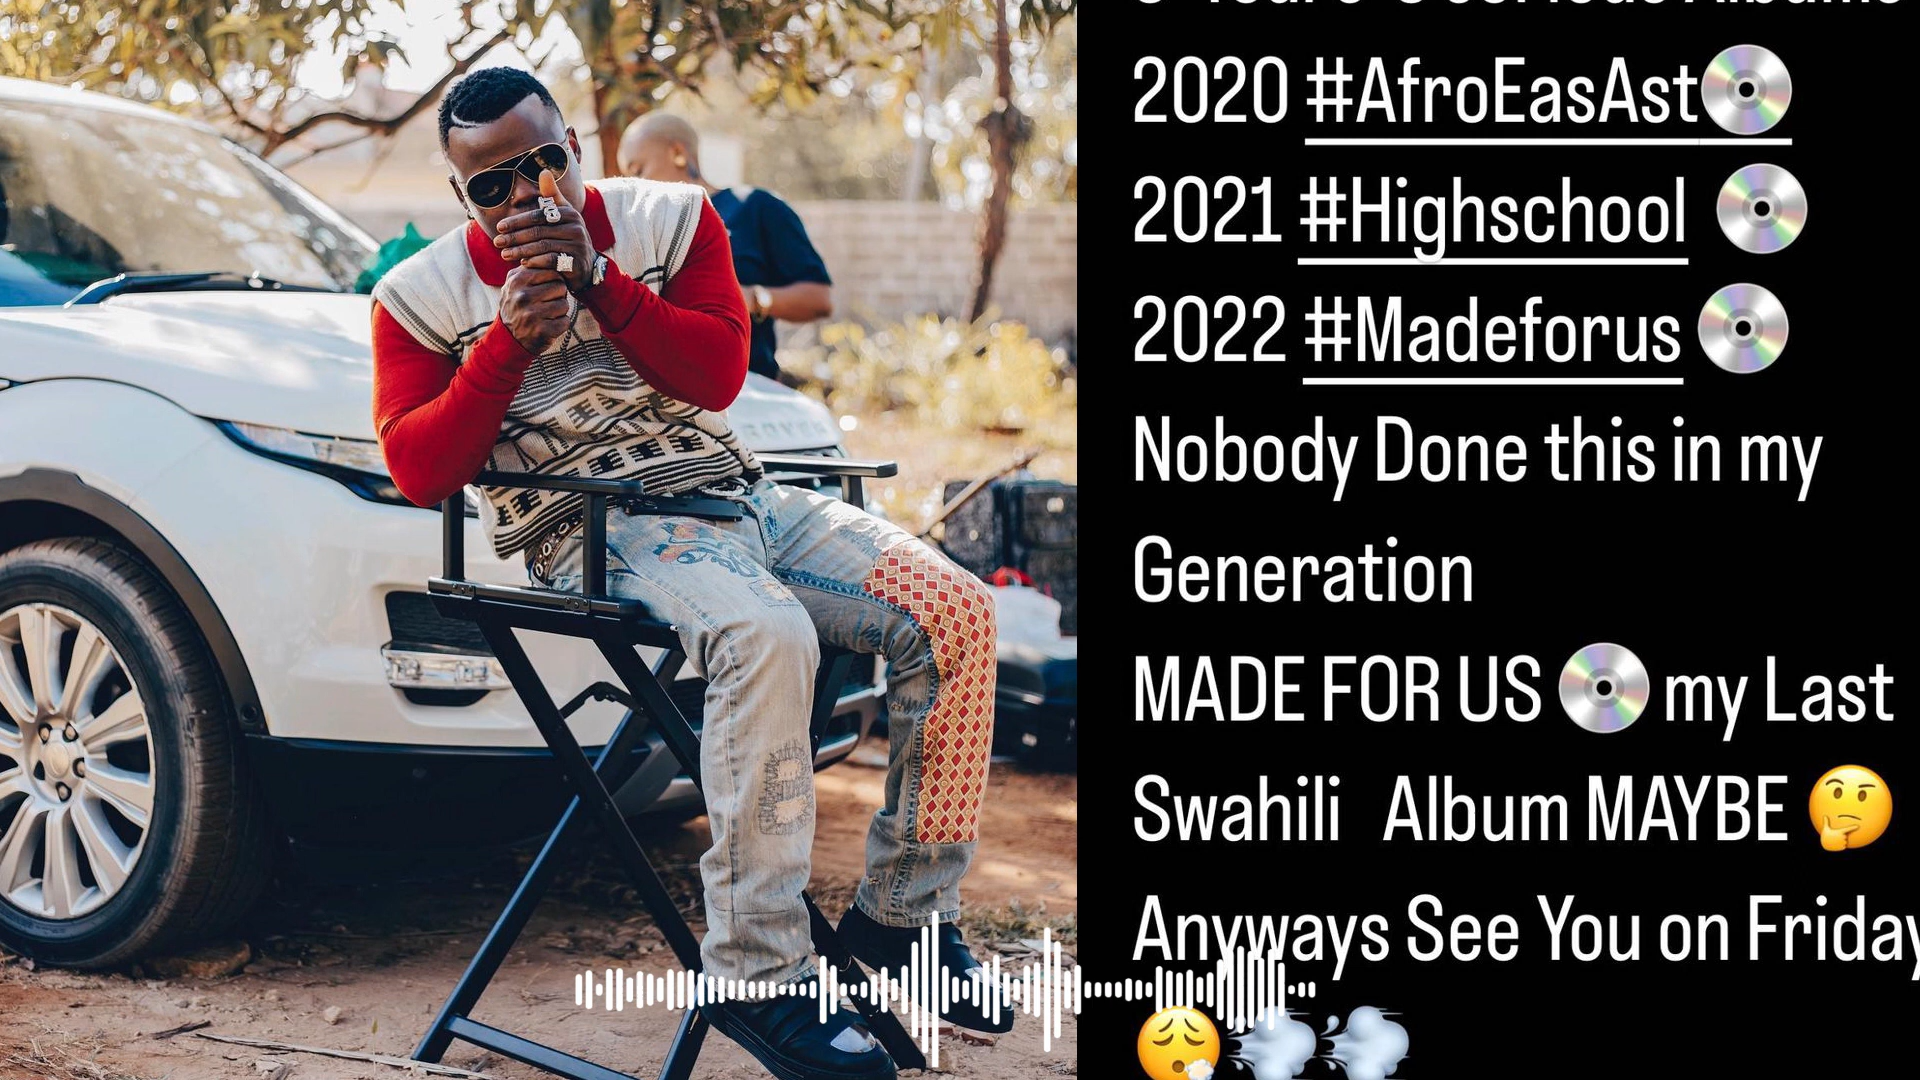 2020 #AfroEasAst
2021 #Highschool
2022 #Madeforus
Nobody Done this in my
Generation
MADE FOR US my Last
Swahili Album MAYBE
Anyways See You on Friday